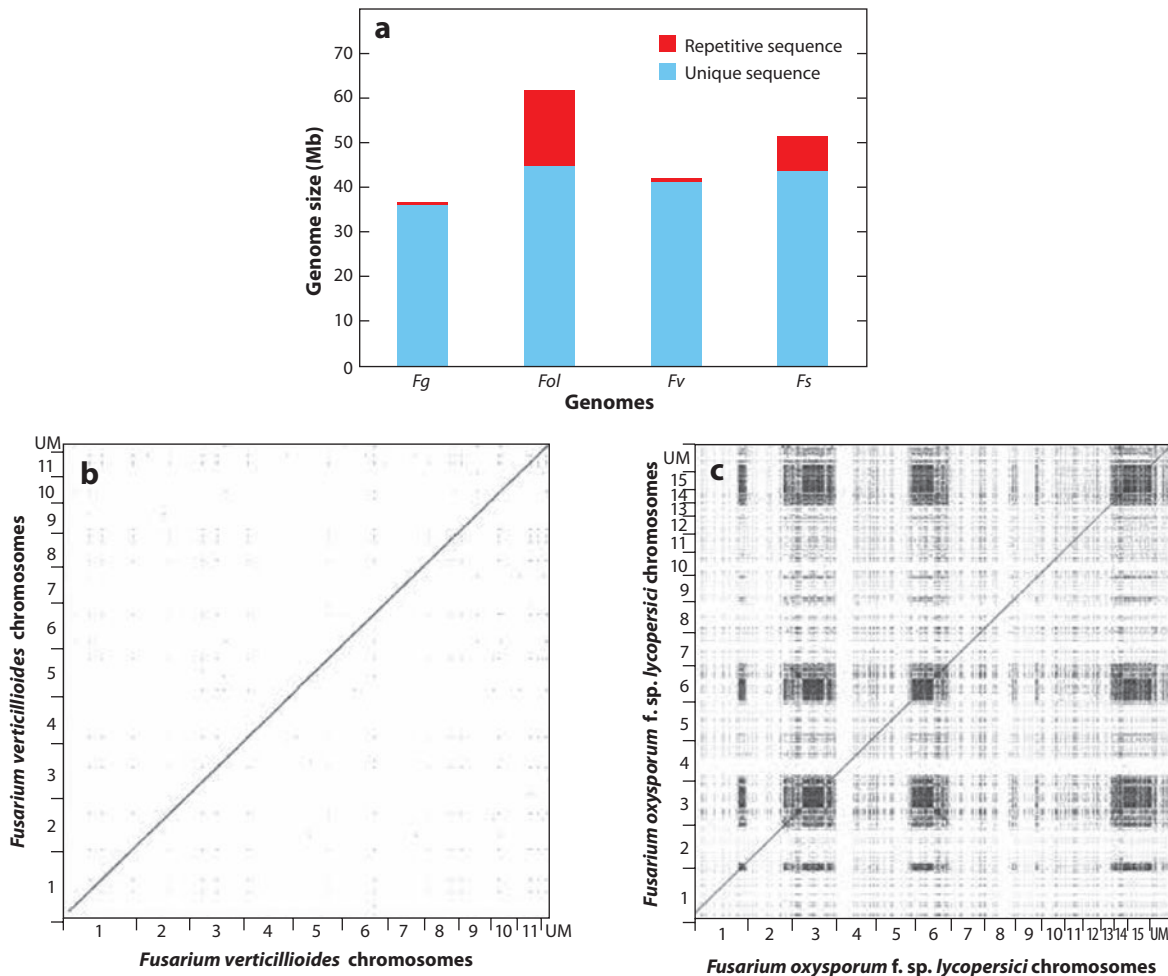 a
Repetitive sequence
Unique sequence
70
60
50
40
30
20
10
0
Genome size (Mb)
Fg Fol Fv Fs
Genomes
b
UM
11
10
9
8
7
6
5
4
3
2
1
Fusarium verticillioides chromosomes
1 2 3 4 5 6 7 8 9 10 11 UM
Fusarium verticillioides chromosomes
c
UM
15
14
13
12
11
10
9
8
7
6
5
4
3
2
1
Fusarium oxysporum f. sp. lycopersici chromosomes
1 2 3 4 5 6 7 8 9 10 11 12 13 14 15 UM
Fusarium oxysporum f. sp. lycopersici chromosomes